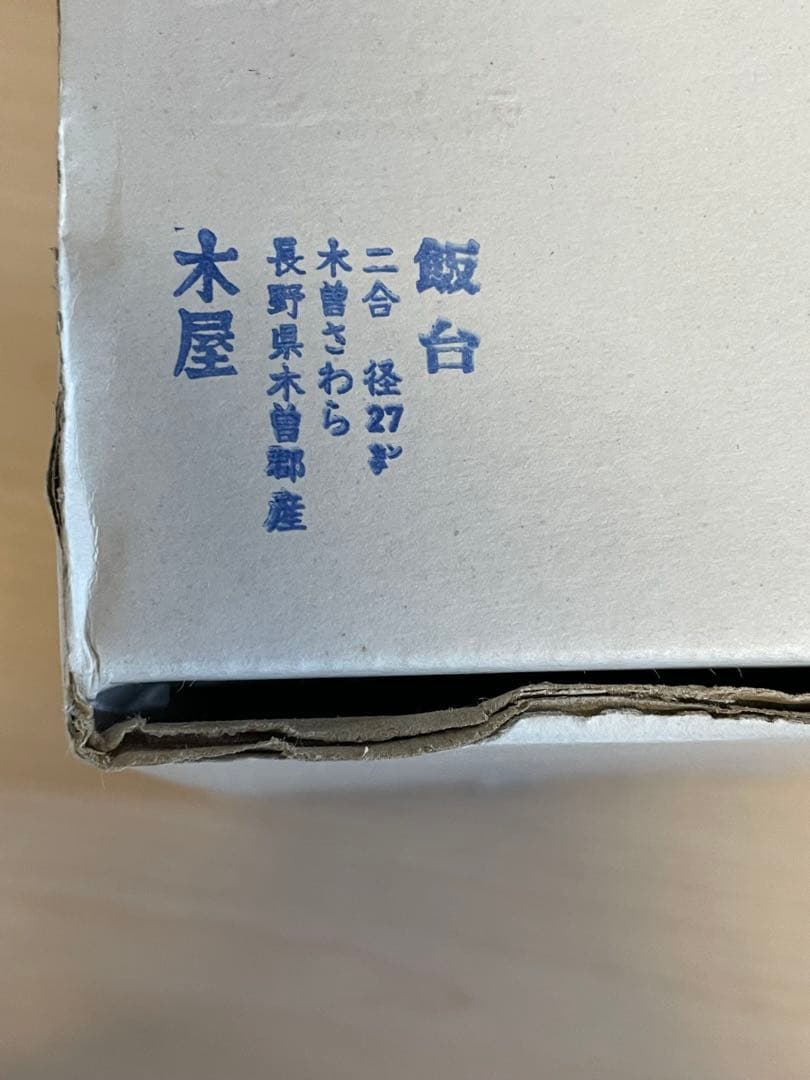 飯台
二合 径27㌢
木曽さわら
長野県木曽郡産
木屋